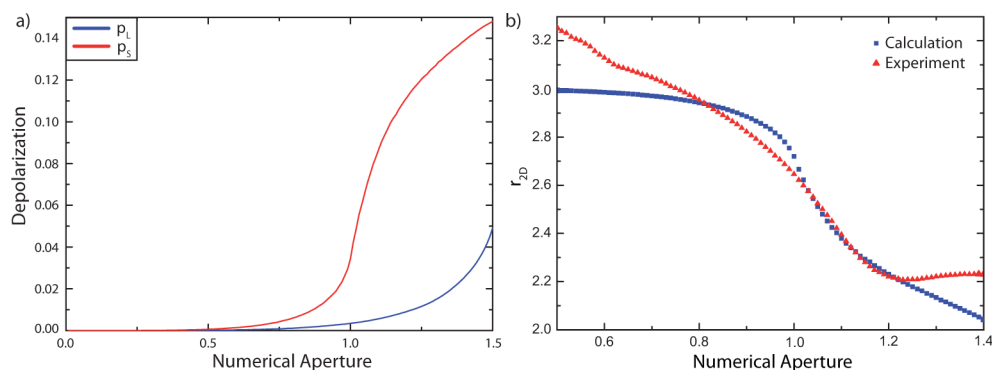 a)
p_L
p_S
0.14
0.12
0.10
0.08
0.06
0.04
0.02
0.00
Depolarization
0.0 0.5 1.0 1.5
Numerical Aperture
b)
Calculation
Experiment
3.2
3.0
2.8
2.6
2.4
2.2
2.0
r_2D
0.6 0.8 1.0 1.2 1.4
Numerical Aperture